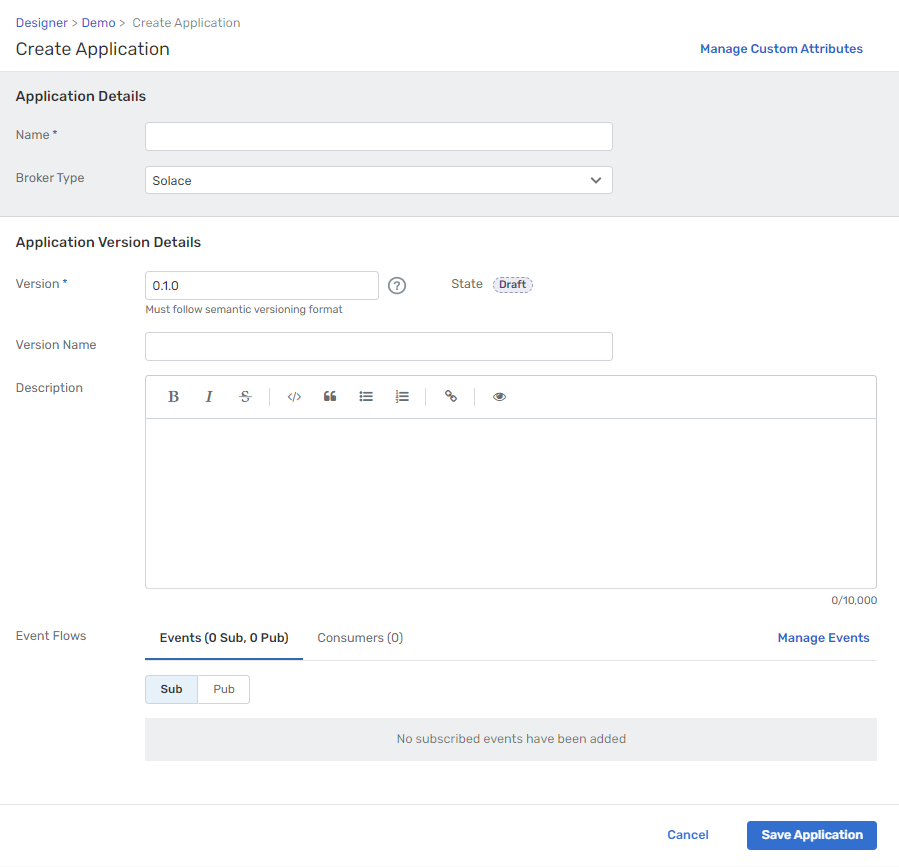 Designer > Demo > Create Application
Create Application
Manage Custom Attributes
Application Details
Name *
Broker Type
Solace
Application Version Details
Version *
0.1.0
?
State
Draft
Must follow semantic versioning format
Version Name
Description
B I S </>
0/10,000
Event Flows
Events (0 Sub, 0 Pub)
Consumers (0)
Manage Events
Sub
Pub
No subscribed events have been added
Cancel
Save Application